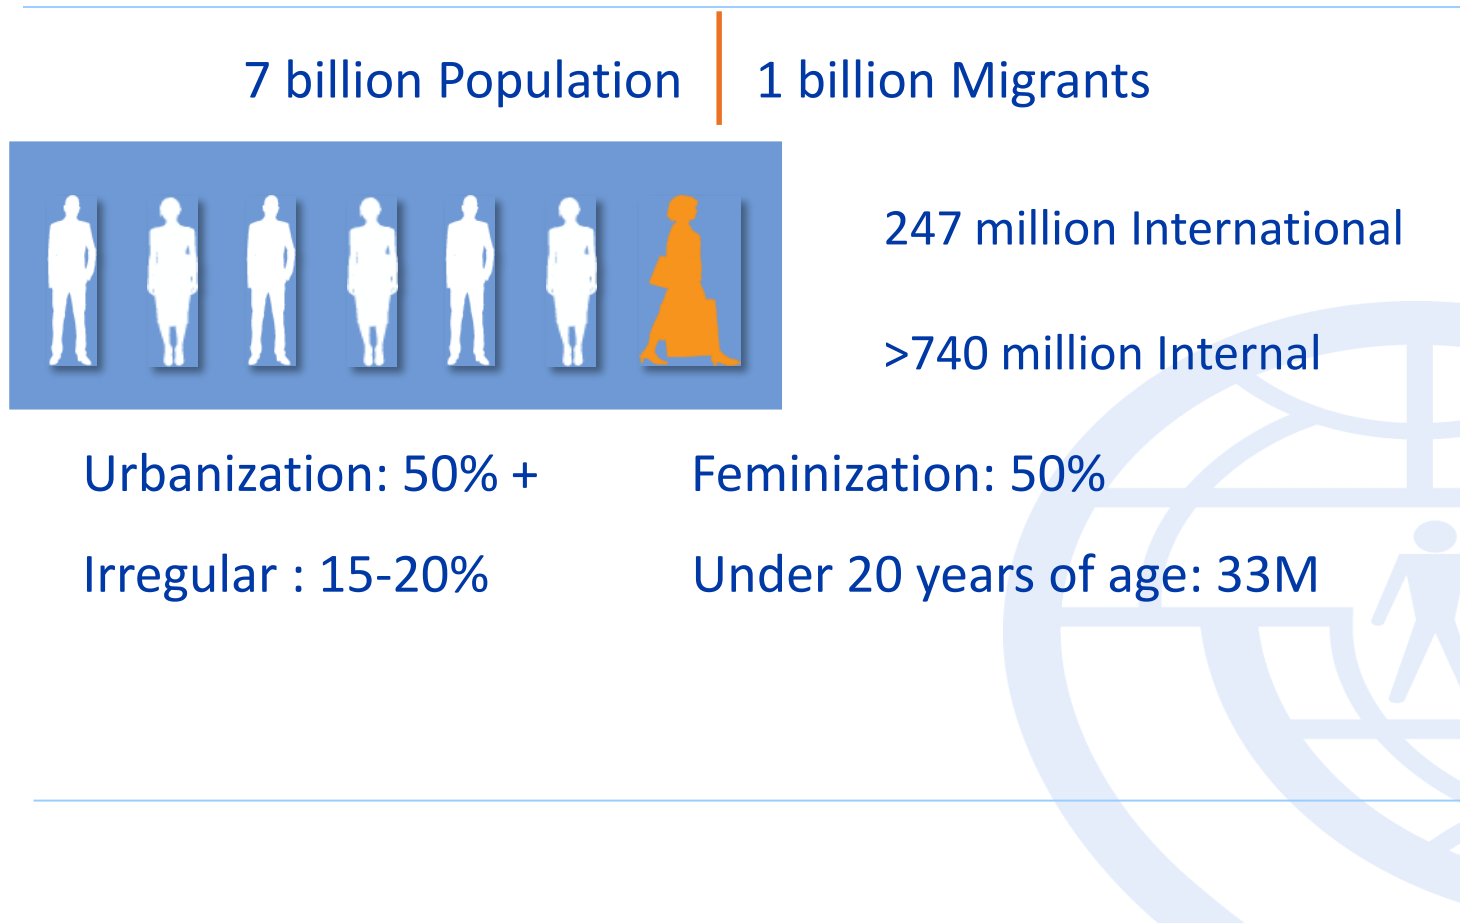 7 billion Population
1 billion Migrants
247 million International
>740 million Internal
Urbanization: 50% +
Feminization: 50%
Irregular : 15-20%
Under 20 years of age: 33M